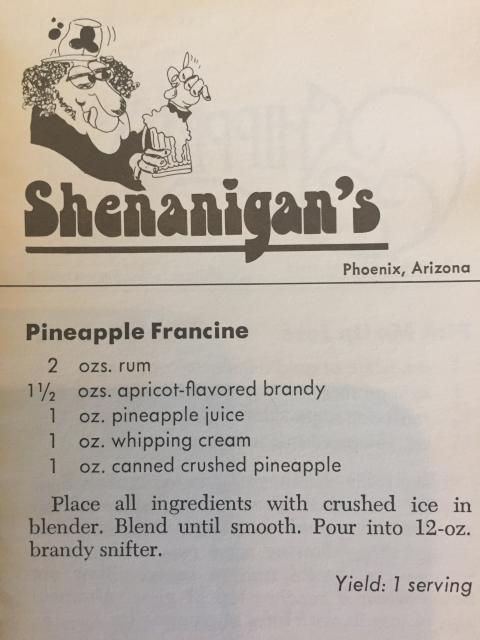 Shenanigan's
Phoenix, Arizona
Pineapple Francine
2 ozs. rum
1½ ozs. apricot-flavored brandy
1 oz. pineapple juice
1 oz. whipping cream
1 oz. canned crushed pineapple
Place all ingredients with crushed ice in
blender. Blend until smooth. Pour into 12-oz.
brandy snifter.
Yield: 1 serving